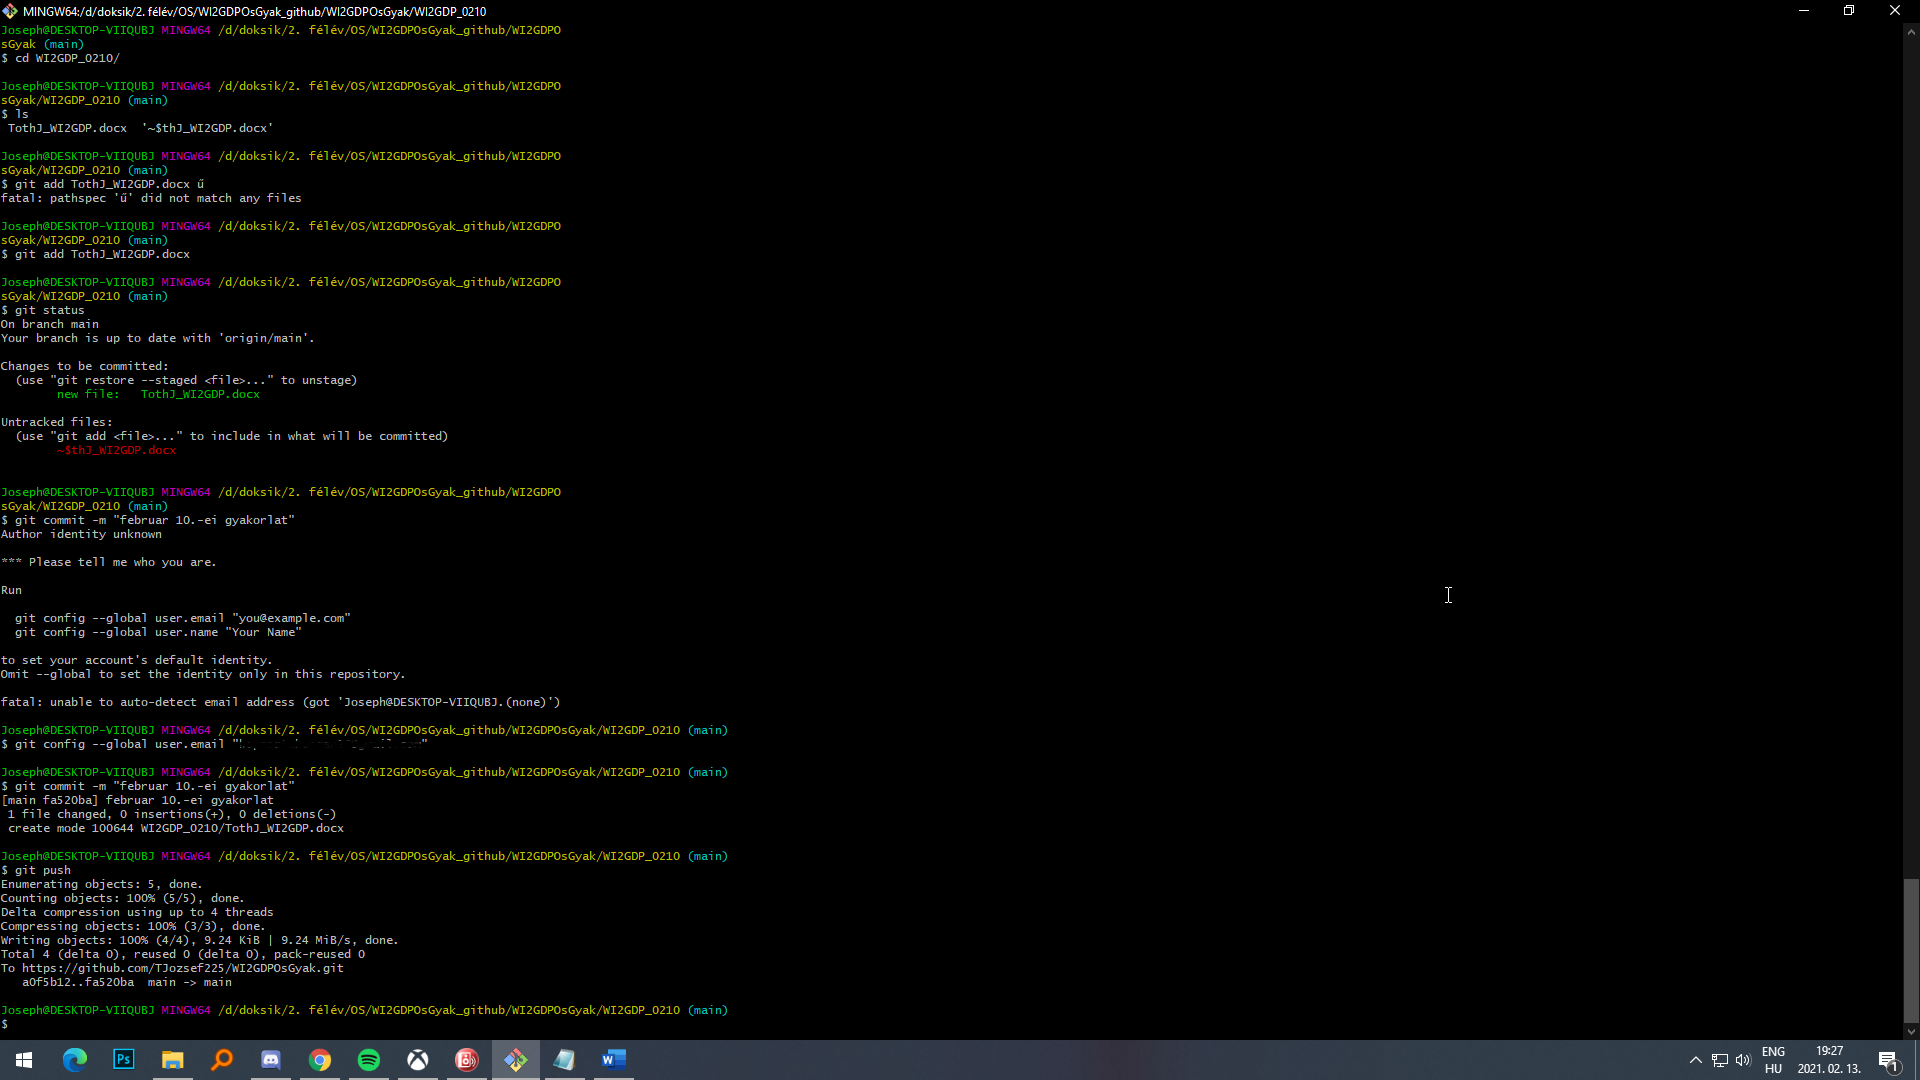 MINGW64:/d/doksik/2. félév/OS/WI2GDPOsGyak_github/WI2GDPOsGyak/WI2GDP_0210
Joseph@DESKTOP-VIIQUBJ MINGW64 /d/doksik/2. félév/OS/WI2GDPOsGyak_github/WI2GDPO
sGyak (main)
$ cd WI2GDP_0210/
Joseph@DESKTOP-VIIQUBJ MINGW64 /d/doksik/2. félév/OS/WI2GDPOsGyak_github/WI2GDPO
sGyak/WI2GDP_0210 (main)
$ ls
TothJ_WI2GDP.docx  '~$thJ_WI2GDP.docx'
Joseph@DESKTOP-VIIQUBJ MINGW64 /d/doksik/2. félév/OS/WI2GDPOsGyak_github/WI2GDPO
sGyak/WI2GDP_0210 (main)
$ git add TothJ_WI2GDP.docx ű
fatal: pathspec 'ű' did not match any files
Joseph@DESKTOP-VIIQUBJ MINGW64 /d/doksik/2. félév/OS/WI2GDPOsGyak_github/WI2GDPO
sGyak/WI2GDP_0210 (main)
$ git add TothJ_WI2GDP.docx
Joseph@DESKTOP-VIIQUBJ MINGW64 /d/doksik/2. félév/OS/WI2GDPOsGyak_github/WI2GDPO
sGyak/WI2GDP_0210 (main)
$ git status
On branch main
Your branch is up to date with 'origin/main'.
Changes to be committed:
  (use "git restore --staged <file>..." to unstage)
        new file:   TothJ_WI2GDP.docx
Untracked files:
  (use "git add <file>..." to include in what will be committed)
        ~$thJ_WI2GDP.docx
Joseph@DESKTOP-VIIQUBJ MINGW64 /d/doksik/2. félév/OS/WI2GDPOsGyak_github/WI2GDPO
sGyak/WI2GDP_0210 (main)
$ git commit -m "februar 10.-ei gyakorlat"
Author identity unknown
*** Please tell me who you are.
Run
  git config --global user.email "you@example.com"
  git config --global user.name "Your Name"
to set your account's default identity.
Omit --global to set the identity only in this repository.
fatal: unable to auto-detect email address (got 'Joseph@DESKTOP-VIIQUBJ.(none)')
Joseph@DESKTOP-VIIQUBJ MINGW64 /d/doksik/2. félév/OS/WI2GDPOsGyak_github/WI2GDPOsGyak/WI2GDP_0210 (main)
$ git config --global user.email "
Joseph@DESKTOP-VIIQUBJ MINGW64 /d/doksik/2. félév/OS/WI2GDPOsGyak_github/WI2GDPOsGyak/WI2GDP_0210 (main)
$ git commit -m "februar 10.-ei gyakorlat"
[main fa520ba] februar 10.-ei gyakorlat
 1 file changed, 0 insertions(+), 0 deletions(-)
 create mode 100644 WI2GDP_0210/TothJ_WI2GDP.docx
Joseph@DESKTOP-VIIQUBJ MINGW64 /d/doksik/2. félév/OS/WI2GDPOsGyak_github/WI2GDPOsGyak/WI2GDP_0210 (main)
$ git push
Enumerating objects: 5, done.
Counting objects: 100% (5/5), done.
Delta compression using up to 4 threads
Compressing objects: 100% (3/3), done.
Writing objects: 100% (4/4), 9.24 KiB | 9.24 MiB/s, done.
Total 4 (delta 0), reused 0 (delta 0), pack-reused 0
To https://github.com/TJozsef225/WI2GDPOsGyak.git
   a0f5b12..fa520ba  main -> main
Joseph@DESKTOP-VIIQUBJ MINGW64 /d/doksik/2. félév/OS/WI2GDPOsGyak_github/WI2GDPOsGyak/WI2GDP_0210 (main)
$
Ps
ENG
HU
19:27
2021. 02. 13.
1